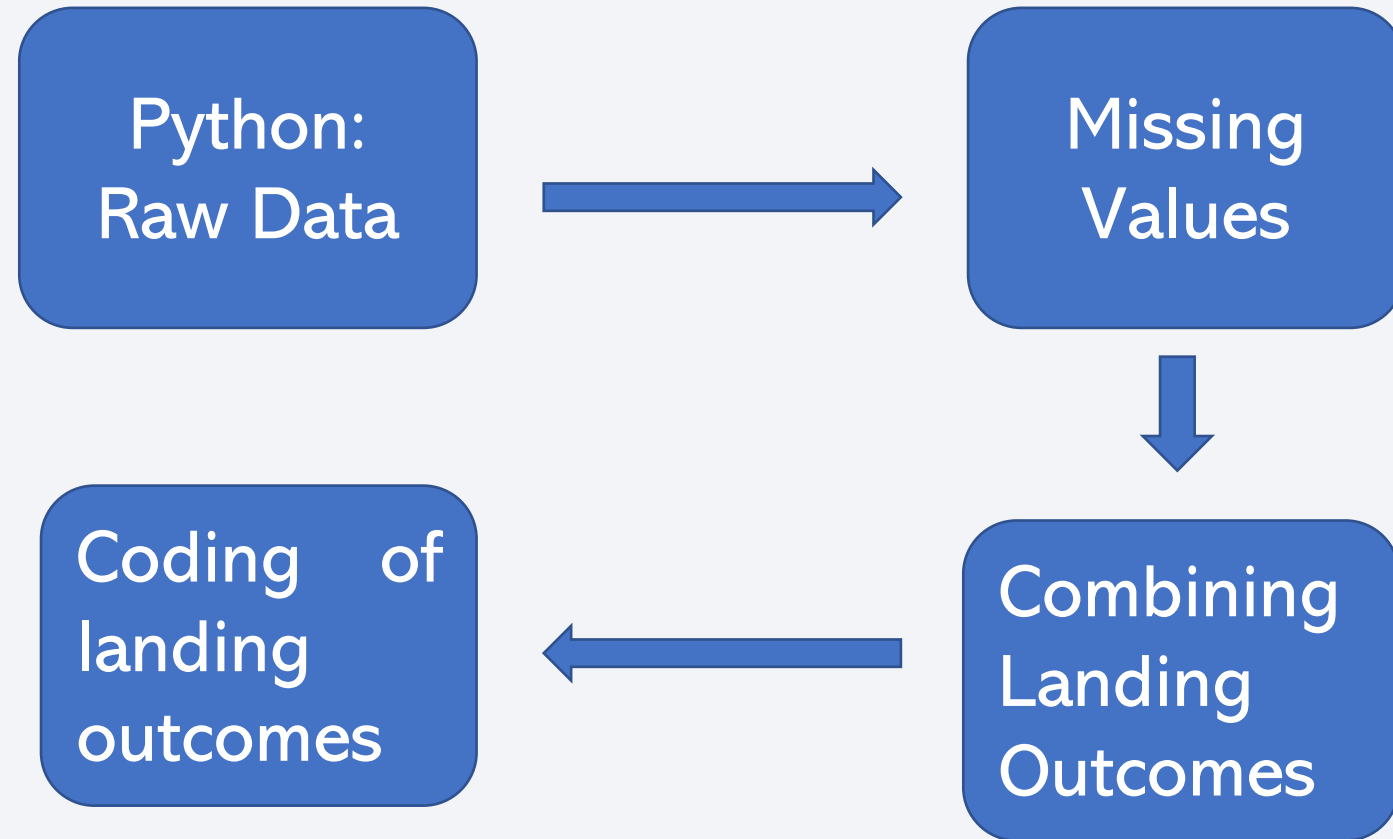 Python:
Raw Data
Missing
Values
Combining
Landing
Outcomes
Coding of
landing
outcomes